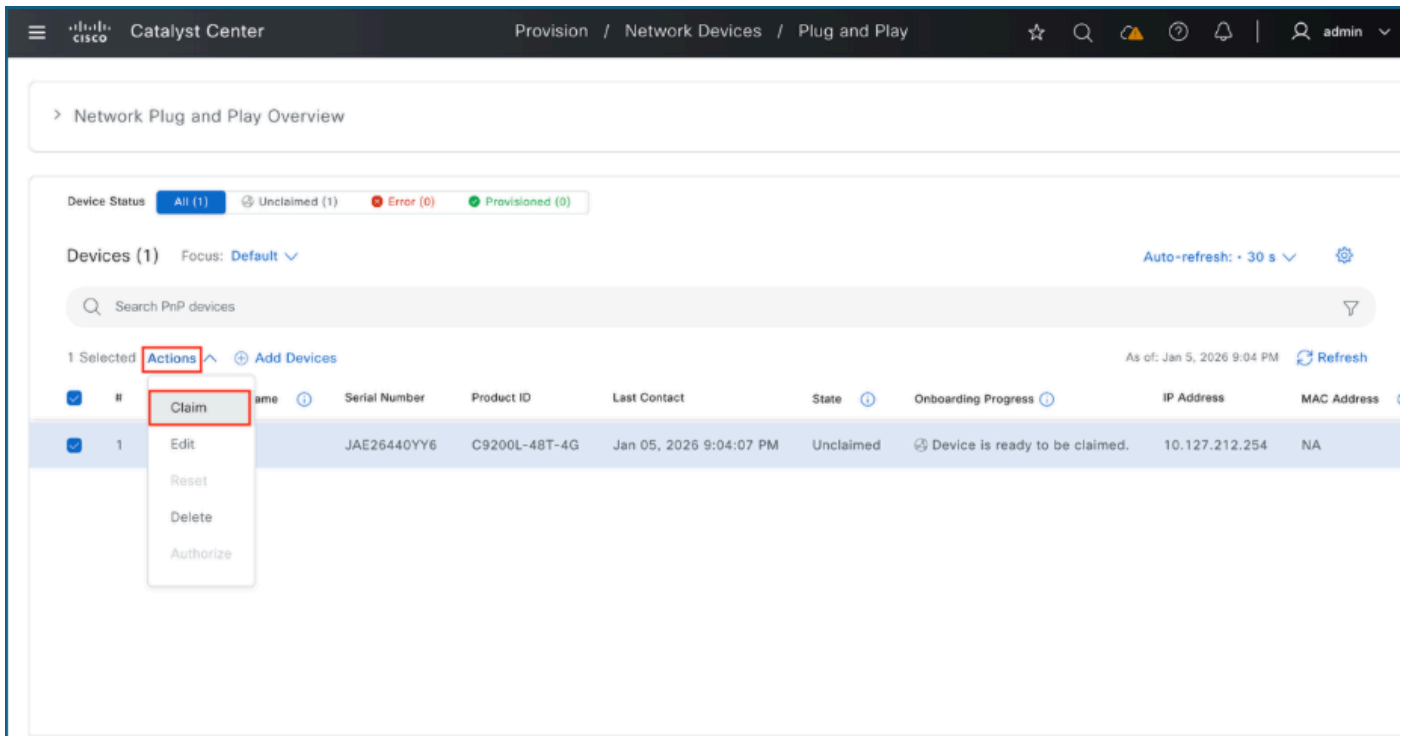 cisco Catalyst Center Provision / Network Devices / Plug and Play admin
Network Plug and Play Overview
Device Status All (1) Unclaimed (1) Error (0) Provisioned (0)
Devices (1) Focus: Default Auto-refresh: • 30 s
Search PnP devices
1 Selected Actions Add Devices As of: Jan 5, 2026 9:04 PM Refresh
# ame Serial Number Product ID Last Contact State Onboarding Progress IP Address MAC Address
1 JAE26440YY6 C9200L-48T-4G Jan 05, 2026 9:04:07 PM Unclaimed Device is ready to be claimed. 10.127.212.254 NA
Claim
Edit
Reset
Delete
Authorize